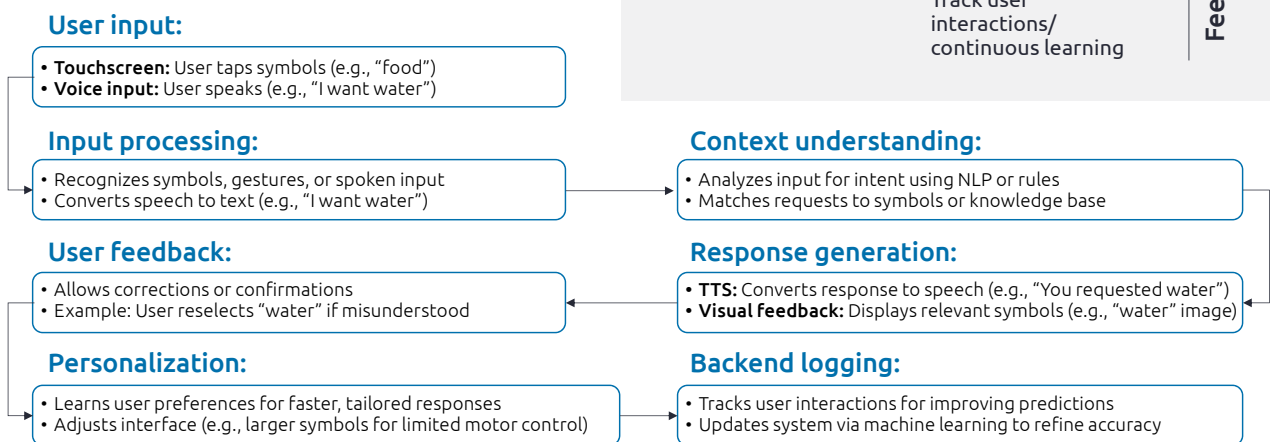 Track user
interactions/
continuous learning
User input:
• Touchscreen: User taps symbols (e.g., “food”)
• Voice input: User speaks (e.g., “I want water”)
Input processing:
• Recognizes symbols, gestures, or spoken input
• Converts speech to text (e.g., “I want water”)
Context understanding:
• Analyzes input for intent using NLP or rules
• Matches requests to symbols or knowledge base
User feedback:
• Allows corrections or confirmations
• Example: User reselects “water” if misunderstood
Response generation:
• TTS: Converts response to speech (e.g., “You requested water”)
• Visual feedback: Displays relevant symbols (e.g., “water” image)
Personalization:
• Learns user preferences for faster, tailored responses
• Adjusts interface (e.g., larger symbols for limited motor control)
Backend logging:
• Tracks user interactions for improving predictions
• Updates system via machine learning to refine accuracy